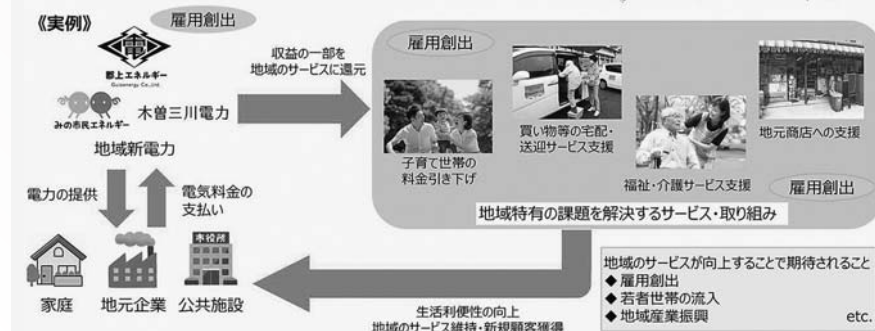 《実例》
雇用創出
郡上エネルギー
Gujoenergy Co.,Ltd.
みの市民エネルギー
木曽三川電力
地域新電力
収益の一部を
地域のサービスに還元
雇用創出
子育て世帯の
料金引き下げ
買い物等の宅配・
送迎サービス支援
福祉・介護サービス支援
地元商店への支援
雇用創出
地域特有の課題を解決するサービス・取り組み
電力の提供
電気料金の
支払い
市役所
家庭
地元企業
公共施設
生活利便性の向上
地域のサービス維持・新規顧客獲得
地域のサービスが向上することで期待されること
◆ 雇用創出
◆ 若者世帯の流入
◆ 地域産業振興
etc.